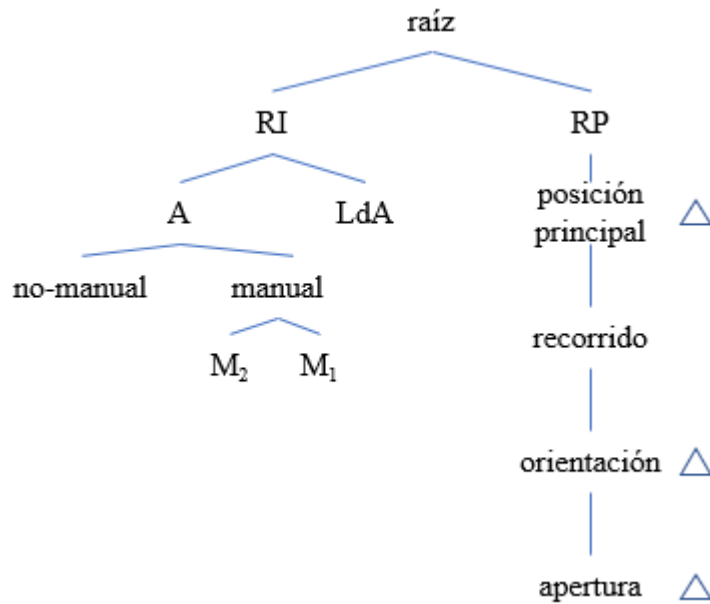 raíz
RI RP
A LdA posición
principal
no-manual manual
M₂ M₁ recorrido
orientación
apertura